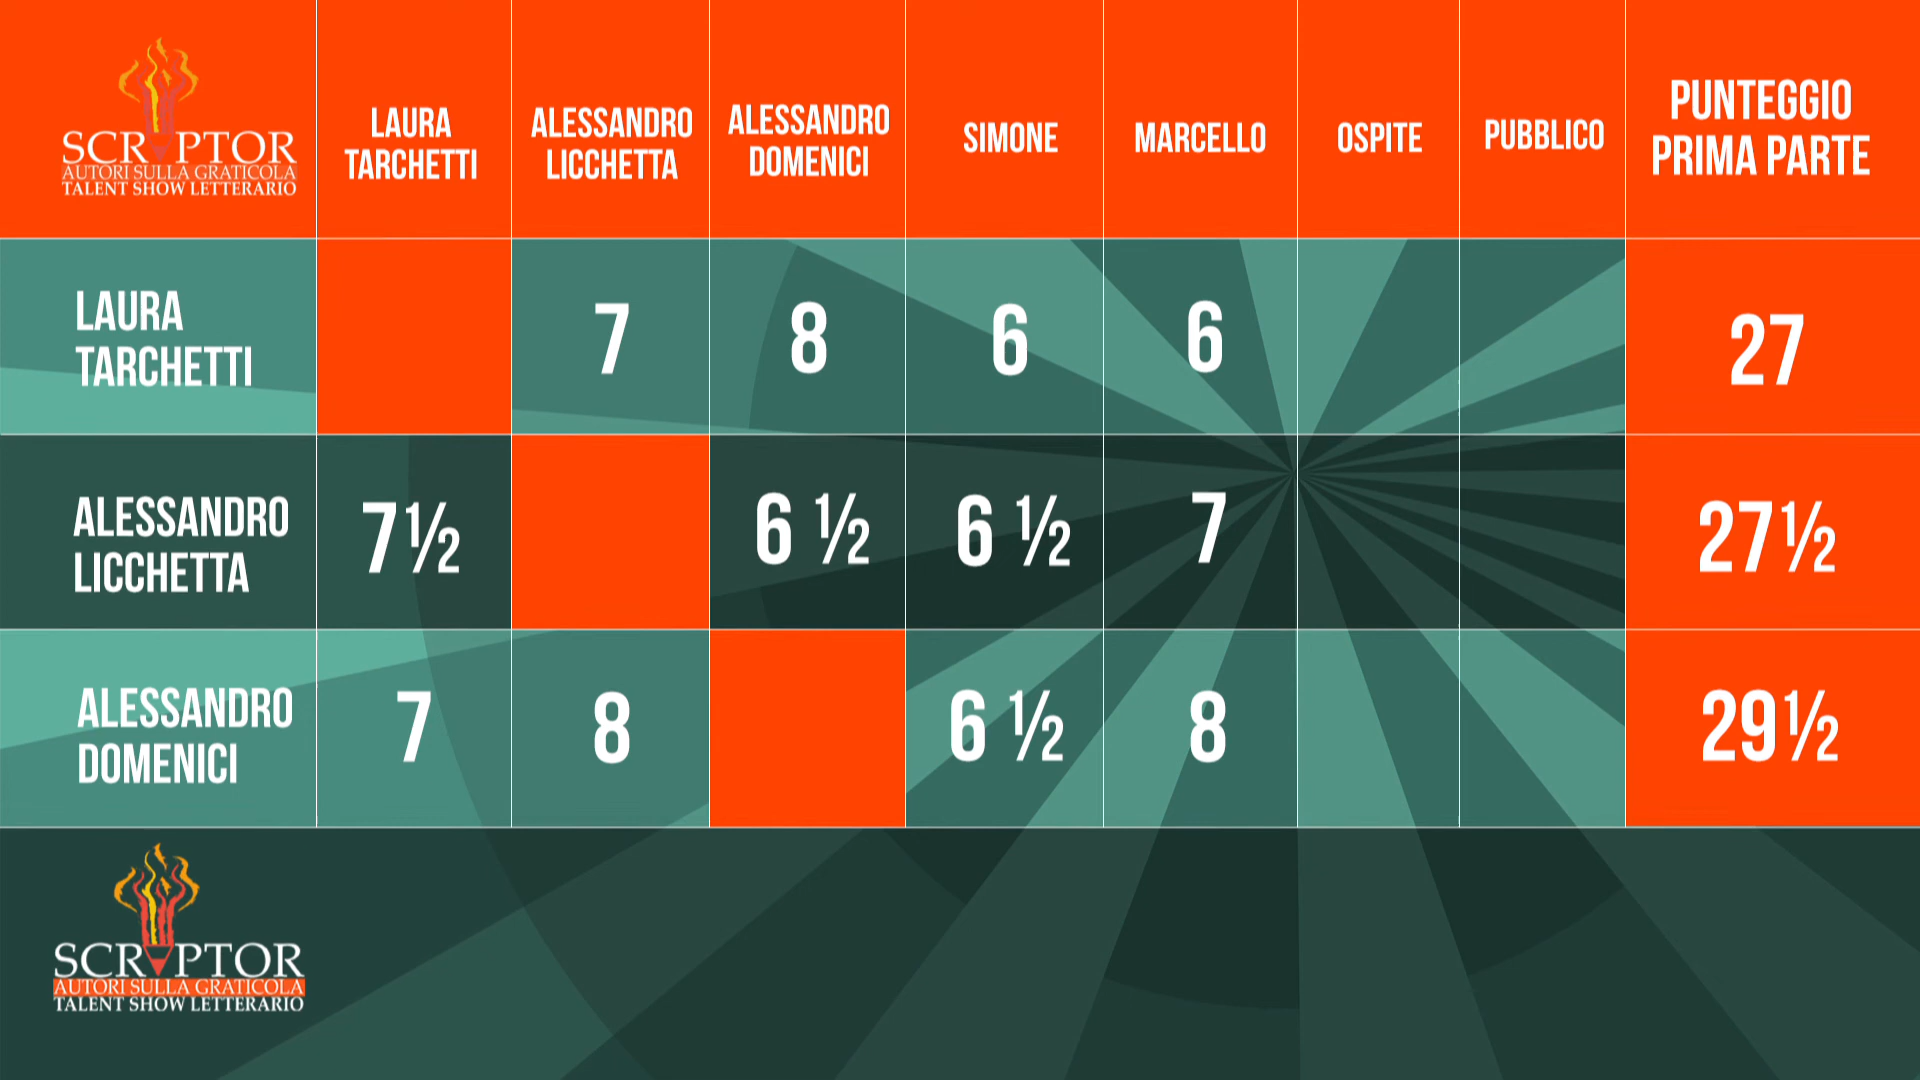 SCRIPTOR
AUTORI SULLA GRATICOLA
TALENT SHOW LETTERARIO
LAURA
TARCHETTI
ALESSANDRO
LICCHETTA
ALESSANDRO
DOMENICI
SIMONE
MARCELLO
OSPITE
PUBBLICO
PUNTEGGIO
PRIMA PARTE
LAURA
TARCHETTI
7
8
6
6
27
ALESSANDRO
LICCHETTA
7½
6 ½
6 ½
7
27½
ALESSANDRO
DOMENICI
7
8
6 ½
8
29½
SCRIPTOR
AUTORI SULLA GRATICOLA
TALENT SHOW LETTERARIO